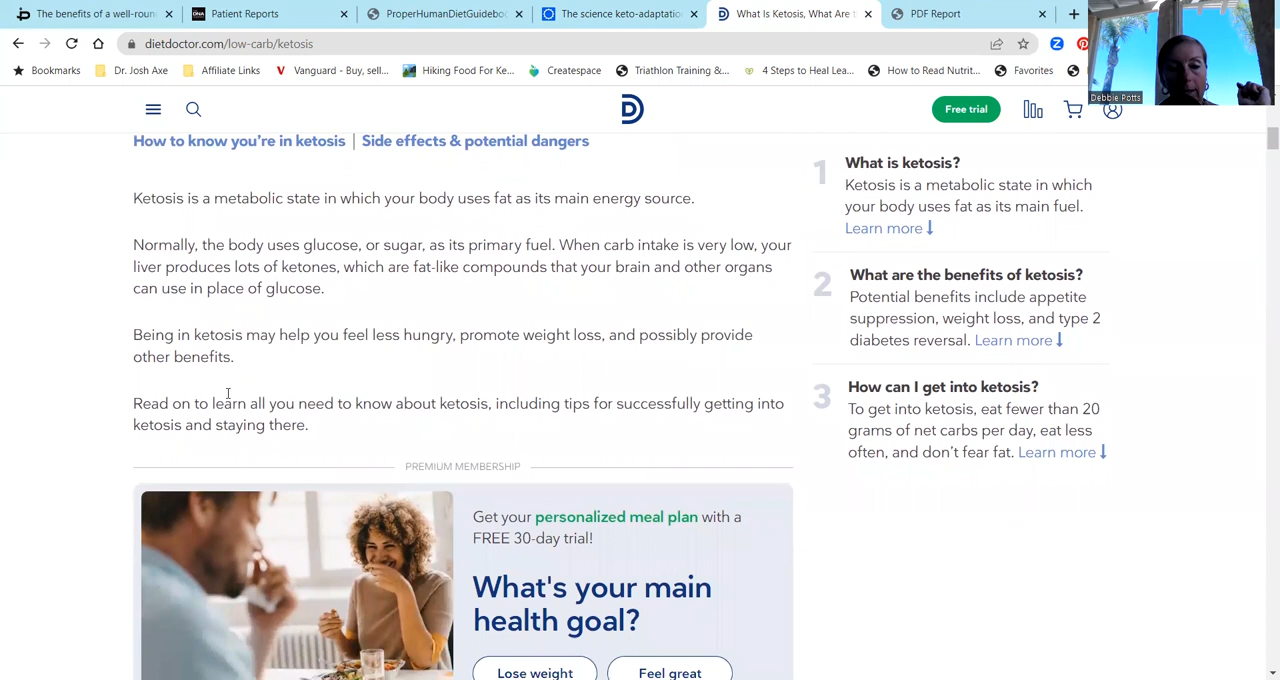 The benefits of a well-roun
Patient Reports
ProperHumanDietGuidebo
The science keto-adaptatio
What Is Ketosis, What Are t
PDF Report
dietdoctor.com/low-carb/ketosis
Bookmarks
Dr. Josh Axe
Affiliate Links
Vanguard - Buy, sell...
Hiking Food For Ke...
Createspace
Triathlon Training &...
4 Steps to Heal Lea...
How to Read Nutrit...
Favorites
Debbie Potts
Free trial
How to know you're in ketosis | Side effects & potential dangers
Ketosis is a metabolic state in which your body uses fat as its main energy source.
Normally, the body uses glucose, or sugar, as its primary fuel. When carb intake is very low, your
liver produces lots of ketones, which are fat-like compounds that your brain and other organs
can use in place of glucose.
Being in ketosis may help you feel less hungry, promote weight loss, and possibly provide
other benefits.
Read on to learn all you need to know about ketosis, including tips for successfully getting into
ketosis and staying there.
PREMIUM MEMBERSHIP
Get your personalized meal plan with a
FREE 30-day trial!
What's your main
health goal?
Lose weight
Feel great
1
What is ketosis?
Ketosis is a metabolic state in which
your body uses fat as its main fuel.
Learn more
2
What are the benefits of ketosis?
Potential benefits include appetite
suppression, weight loss, and type 2
diabetes reversal. Learn more
3
How can I get into ketosis?
To get into ketosis, eat fewer than 20
grams of net carbs per day, eat less
often, and don't fear fat. Learn more